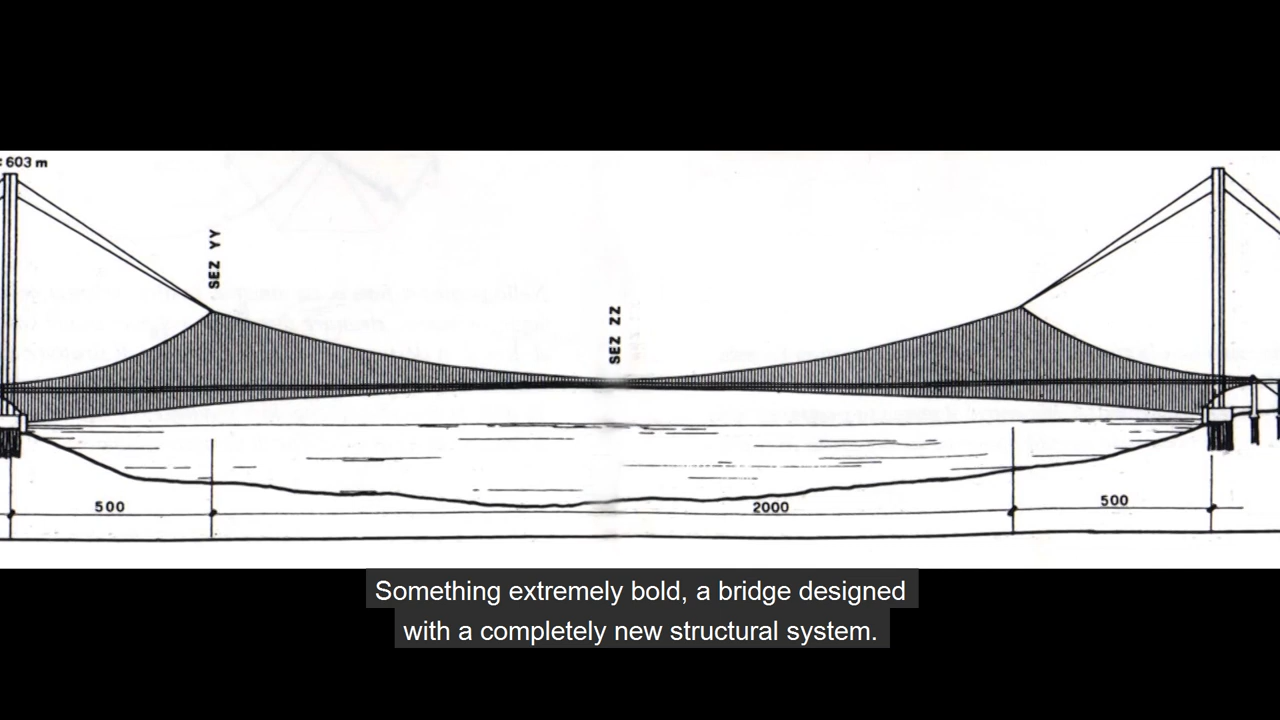 : 603 m
SEZ YY
SEZ ZZ
500
2000
500
Something extremely bold, a bridge designed
with a completely new structural system.